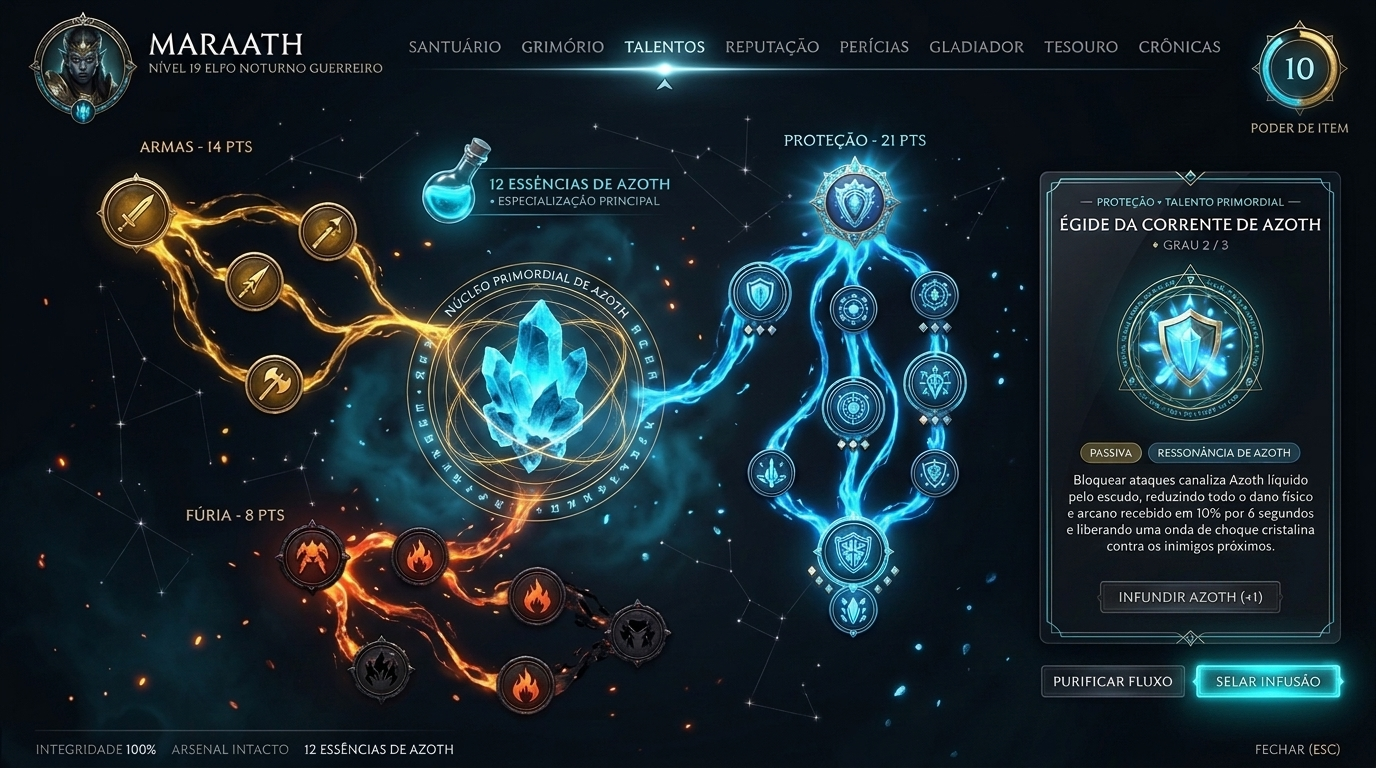 MARAATH
NÍVEL 19 ELFO NOTURNO GUERREIRO
SANTUÁRIO GRIMÓRIO TALENTOS REPUTAÇÃO PERÍCIAS GLADIADOR TESOURO CRÔNICAS
10
PODER DE ITEM
ARMAS - 14 PTS
12 ESSÊNCIAS DE AZOTH
• ESPECIALIZAÇÃO PRINCIPAL
PROTEÇÃO - 21 PTS
NÚCLEO PRIMORDIAL DE AZOTH
FÚRIA - 8 PTS
PROTEÇÃO • TALENTO PRIMORDIAL
ÉGIDE DA CORRENTE DE AZOTH
GRAU 2 / 3
PASSIVA
RESSONÂNCIA DE AZOTH
Bloquear ataques canaliza Azoth líquido
pelo escudo, reduzindo todo o dano físico
e arcano recebido em 10% por 6 segundos
e liberando uma onda de choque cristalina
contra os inimigos próximos.
INFUNDIR AZOTH (+1)
PURIFICAR FLUXO
SELAR INFUSÃO
INTEGRIDADE 100% ARSENAL INTACTO 12 ESSÊNCIAS DE AZOTH
FECHAR (ESC)